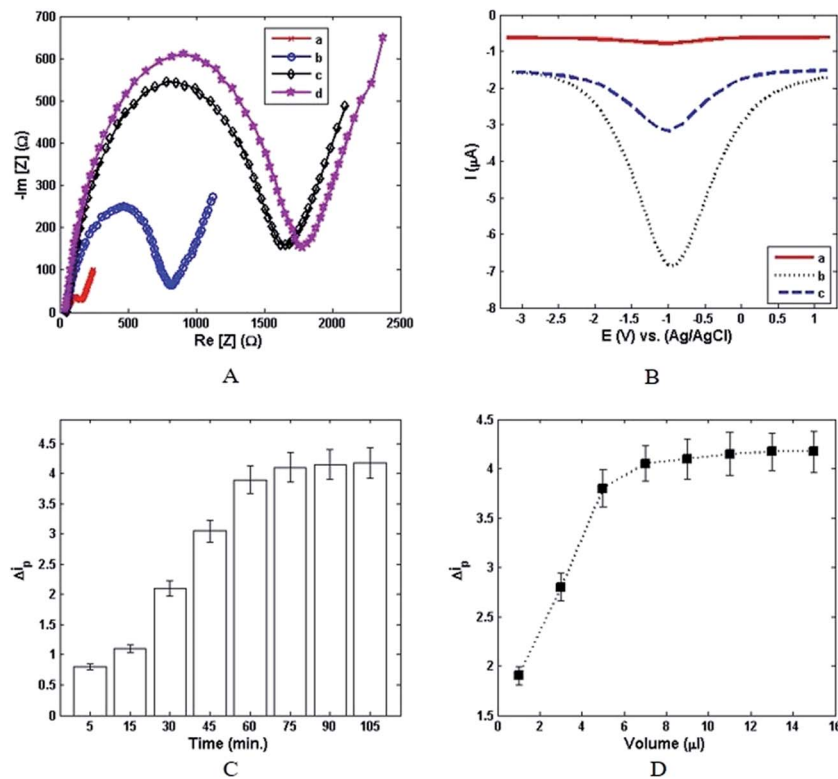 700
600
500
400
300
200
100
0
-Im [Z] (Ω)
a
b
c
d
0 500 1000 1500 2000 2500
Re [Z] (Ω)
A
0
-1
-2
-3
-4
-5
-6
-7
-8
I (µA)
a
b
c
-3 -2.5 -2 -1.5 -1 -0.5 0 0.5 1
E (V) vs. (Ag/AgCl)
B
4.5
4
3.5
3
2.5
2
1.5
1
0.5
0
Δip
5 15 30 45 60 75 90 105
Time (min.)
C
4.5
4
3.5
3
2.5
2
1.5
Δip
0 2 4 6 8 10 12 14 16
Volume (µl)
D